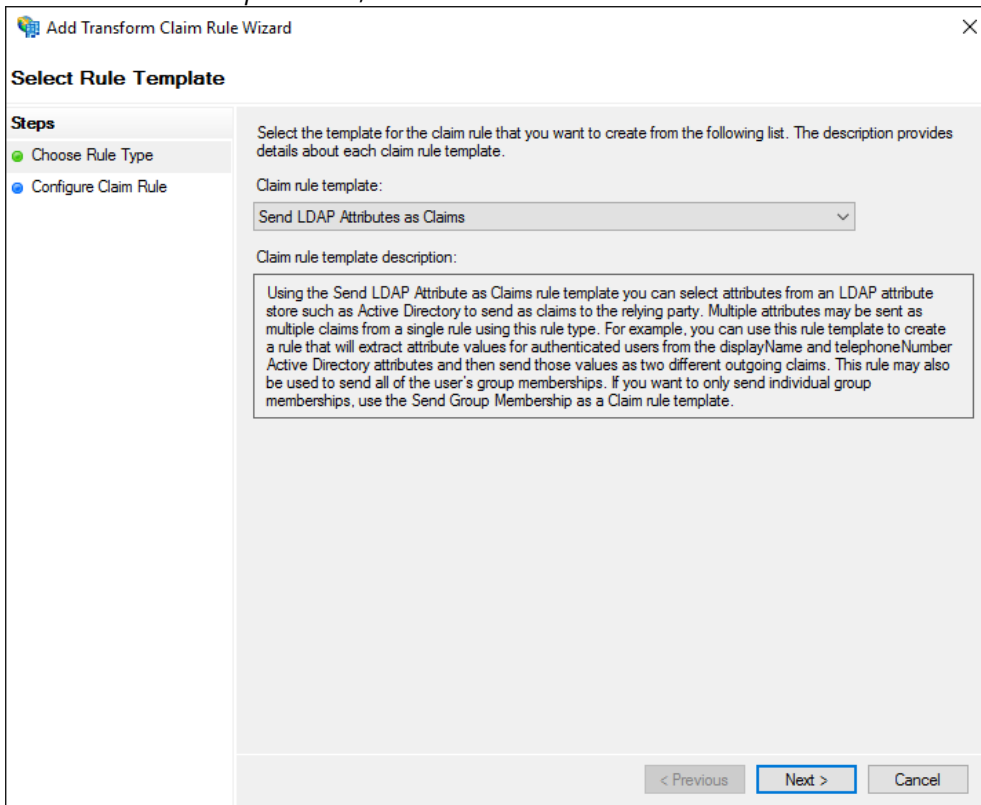 Add Transform Claim Rule Wizard
Select Rule Template
Steps
Choose Rule Type
Configure Claim Rule
Select the template for the claim rule that you want to create from the following list. The description provides
details about each claim rule template.
Claim rule template:
Send LDAP Attributes as Claims
Claim rule template description:
Using the Send LDAP Attribute as Claims rule template you can select attributes from an LDAP attribute
store such as Active Directory to send as claims to the relying party. Multiple attributes may be sent as
multiple claims from a single rule using this rule type. For example, you can use this rule template to create
a rule that will extract attribute values for authenticated users from the displayName and telephoneNumber
Active Directory attributes and then send those values as two different outgoing claims. This rule may also
be used to send all of the user's group memberships. If you want to only send individual group
memberships, use the Send Group Membership as a Claim rule template.
< Previous
Next >
Cancel